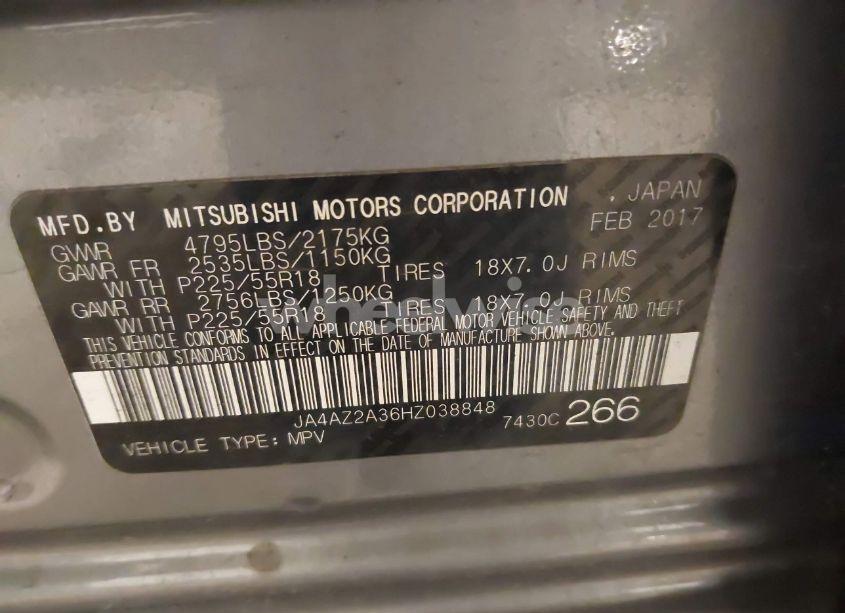 MFD.BY MITSUBISHI MOTORS CORPORATION , JAPAN
FEB 2017
GVWR 4795LBS/2175KG
GAWR FR 2535LBS/1150KG
WITH P225/55R18 TIRES 18X7.0J RIMS
GAWR RR 2756LBS/1250KG
WITH P225/55R18 TIRES 18X7.0J RIMS
THIS VEHICLE CONFORMS TO ALL APPLICABLE FEDERAL MOTOR VEHICLE SAFETY AND THEFT
PREVENTION STANDARDS IN EFFECT ON THE DATE OF MANUFACTURE SHOWN ABOVE.
JA4AZ2A36HZ038848
7430C 266
VEHICLE TYPE: MPV